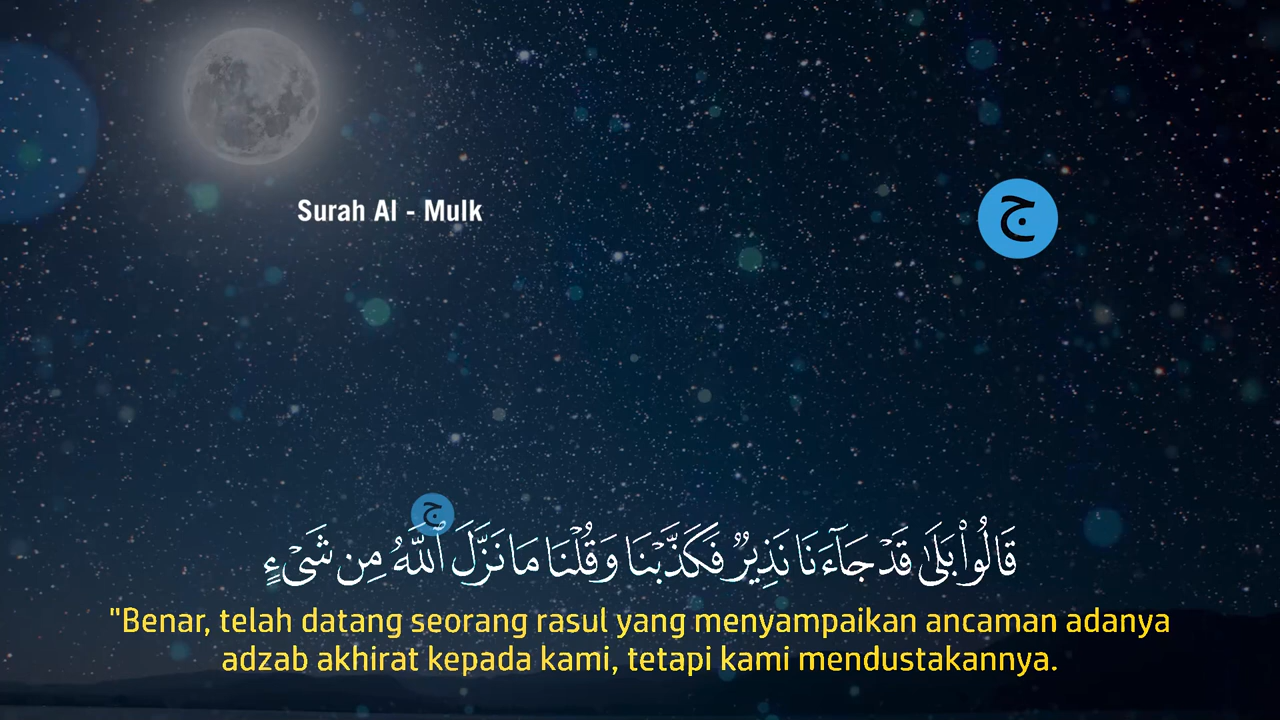 Surah Al - Mulk
ج
ج
قَالُوا۟ بَلَىٰ قَدْ جَآءَنَا نَذِيرٌ فَكَذَّبْنَا وَقُلْنَا مَا نَزَّلَ ٱللَّهُ مِن شَىْءٍ
"Benar, telah datang seorang rasul yang menyampaikan ancaman adanya
adzab akhirat kepada kami, tetapi kami mendustakannya.